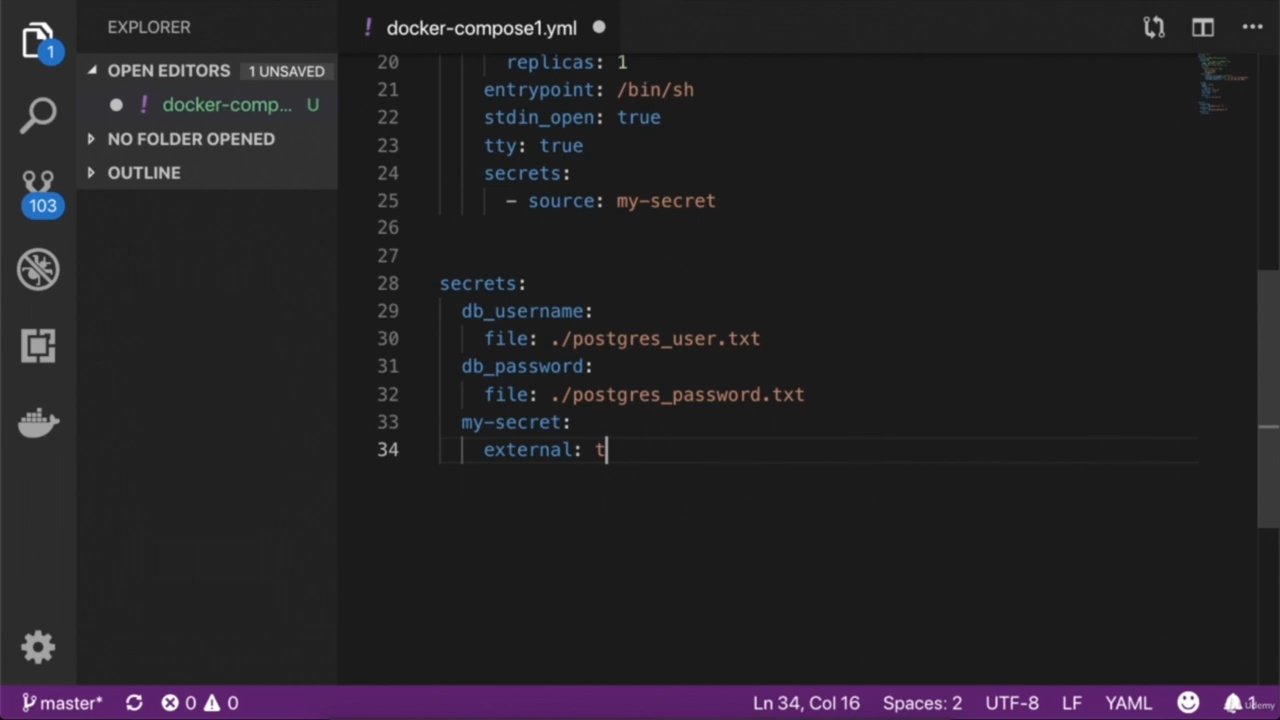 EXPLORER
! docker-compose1.yml
1
OPEN EDITORS 1 UNSAVED
! docker-comp... U
NO FOLDER OPENED
OUTLINE
103
20 replicas: 1
21 entrypoint: /bin/sh
22 stdin_open: true
23 tty: true
24 secrets:
25 - source: my-secret
26
27
28 secrets:
29 db_username:
30 file: ./postgres_user.txt
31 db_password:
32 file: ./postgres_password.txt
33 my-secret:
34 external: t
master* 0 0 Ln 34, Col 16 Spaces: 2 UTF-8 LF YAML 1
Udemy